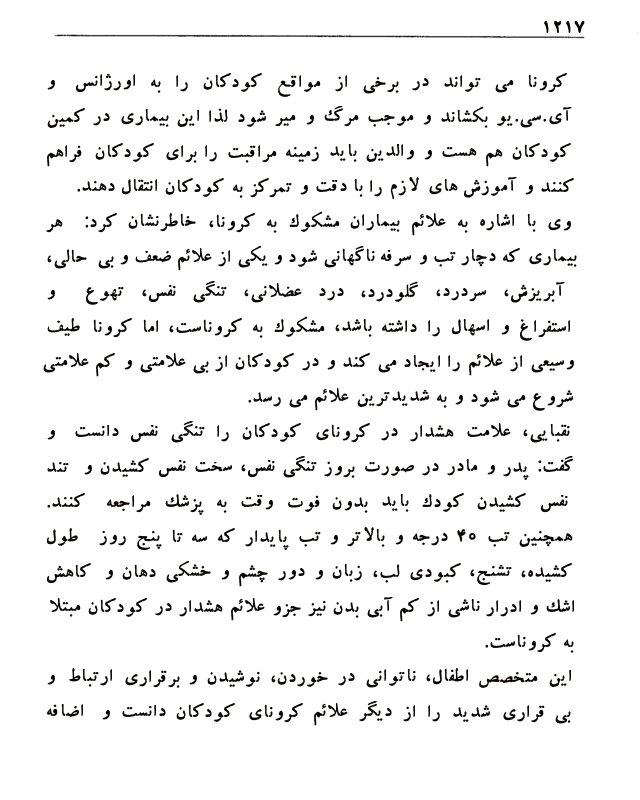 ۱۲۱۷
کرونا می تواند در برخی از مواقع کودکان را به اورژانس و
آی.سی.یو بکشاند و موجب مرگ و میر شود لذا این بیماری در کمین
کودکان هم هست و والدین باید زمینه مراقبت را برای کودکان فراهم
کنند و آموزش های لازم را با دقت و تمرکز به کودکان انتقال دهند.
وی با اشاره به علائم بیماران مشکوك به کرونا، خاطرنشان کرد: هر
بیماری که دچار تب و سرفه ناگهانی شود و یکی از علائم ضعف و بی حالی،
آبریزش، سردرد، گلودرد، درد عضلانی، تنگی نفس، تهوع و
استفراغ و اسهال را داشته باشد، مشکوك به کروناست، اما کرونا طیف
وسیعی از علائم را ایجاد می کند و در کودکان از بی علامتی و کم علامتی
شروع می شود و به شدیدترین علائم می رسد.
نقبایی، علامت هشدار در کرونای کودکان را تنگی نفس دانست و
گفت: پدر و مادر در صورت بروز تنگی نفس، سخت نفس کشیدن و تند
نفس کشیدن کودك باید بدون فوت وقت به پزشك مراجعه کنند.
همچنین تب ۴۰ درجه و بالاتر و تب پایدار که سه تا پنج روز طول
کشیده، تشنج، کبودی لب، زبان و دور چشم و خشکی دهان و کاهش
اشك و ادرار ناشی از کم آبی بدن نیز جزو علائم هشدار در کودکان مبتلا
به کروناست.
این متخصص اطفال، ناتوانی در خوردن، نوشیدن و برقراری ارتباط و
بی قراری شدید را از دیگر علائم کرونای کودکان دانست و اضافه